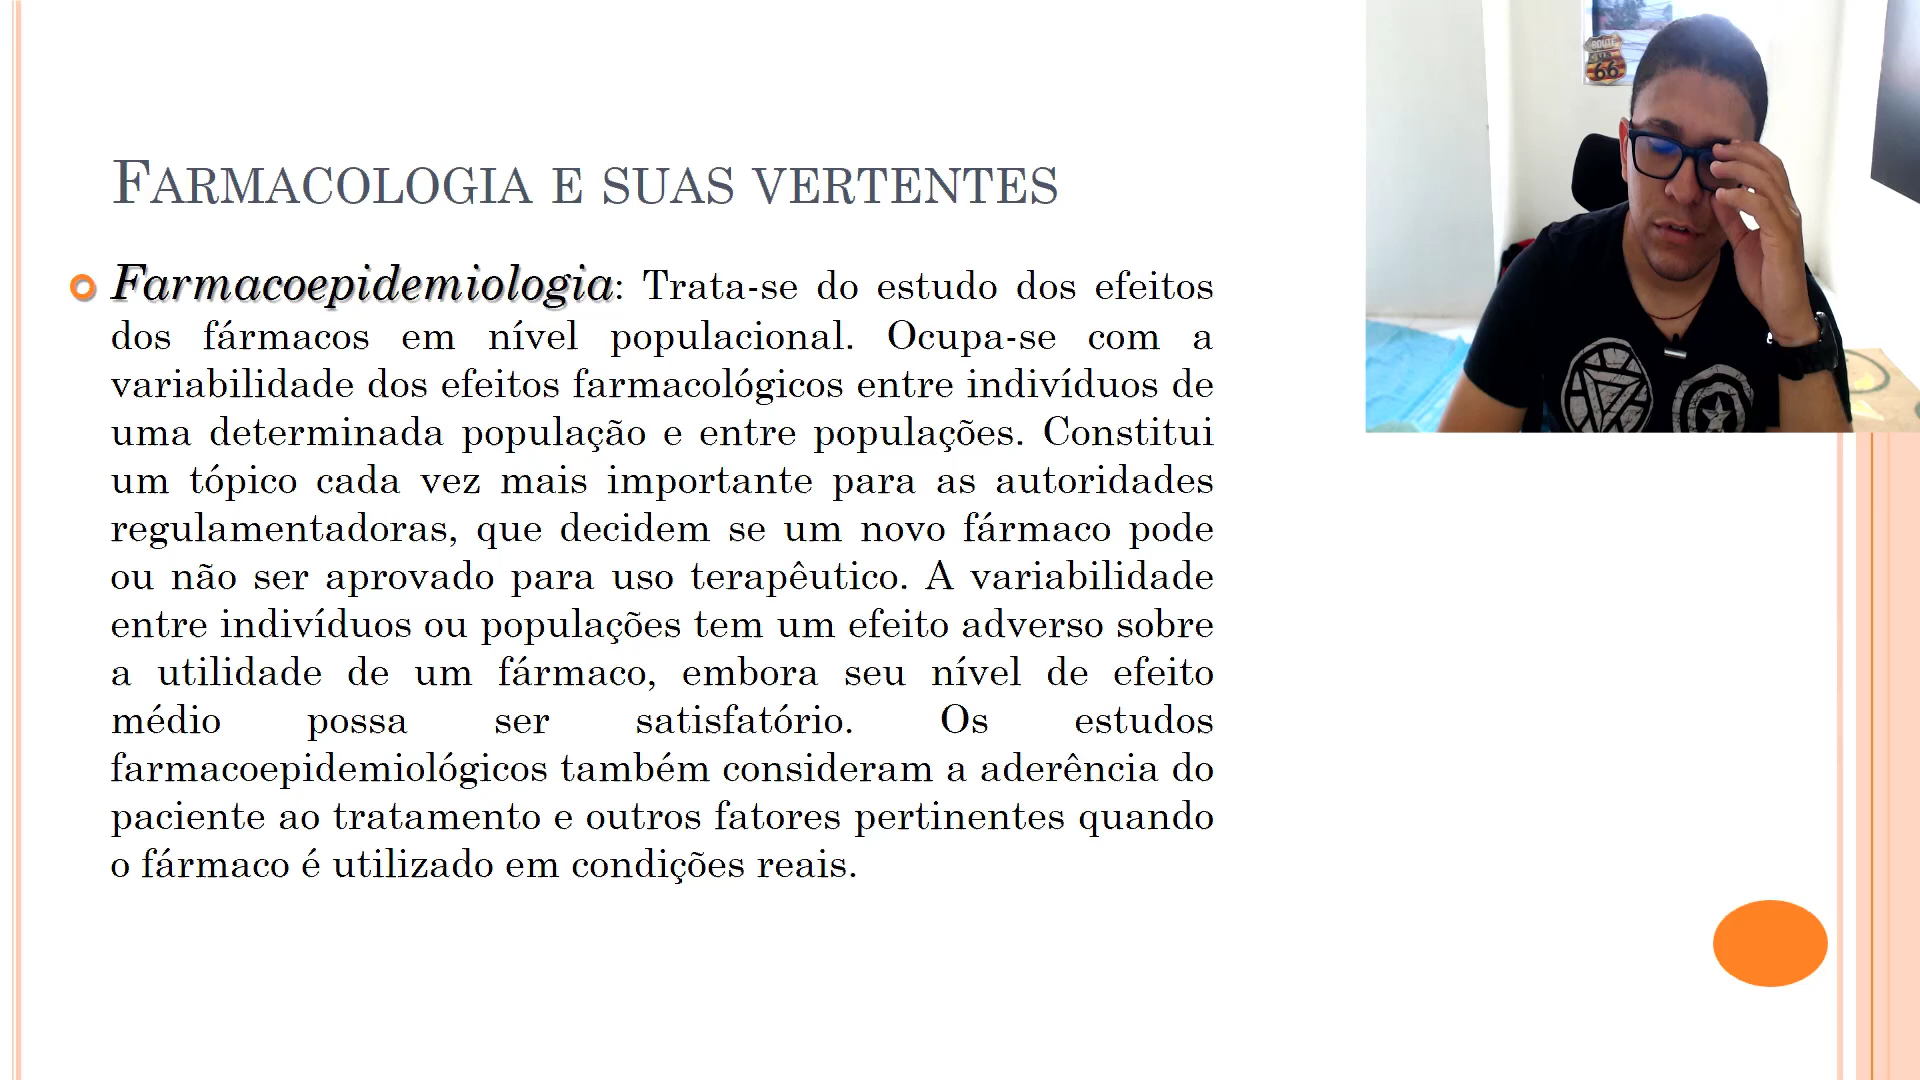 FARMACOLOGIA E SUAS VERTENTES
Farmacoepidemiologia: Trata-se do estudo dos efeitos
dos fármacos em nível populacional. Ocupa-se com a
variabilidade dos efeitos farmacológicos entre indivíduos de
uma determinada população e entre populações. Constitui
um tópico cada vez mais importante para as autoridades
regulamentadoras, que decidem se um novo fármaco pode
ou não ser aprovado para uso terapêutico. A variabilidade
entre indivíduos ou populações tem um efeito adverso sobre
a utilidade de um fármaco, embora seu nível de efeito
médio possa ser satisfatório. Os estudos
farmacoepidemiológicos também consideram a aderência do
paciente ao tratamento e outros fatores pertinentes quando
o fármaco é utilizado em condições reais.
ROUTE
66